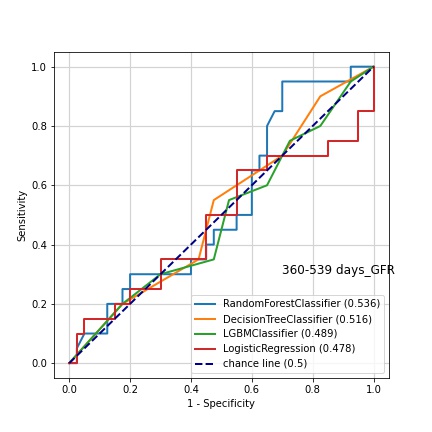 1.0
0.8
0.6
0.4
0.2
0.0
Sensitivity
360-539 days_GFR
RandomForestClassifier (0.536)
DecisionTreeClassifier (0.516)
LGBMClassifier (0.489)
LogisticRegression (0.478)
chance line (0.5)
0.0 0.2 0.4 0.6 0.8 1.0
1 - Specificity